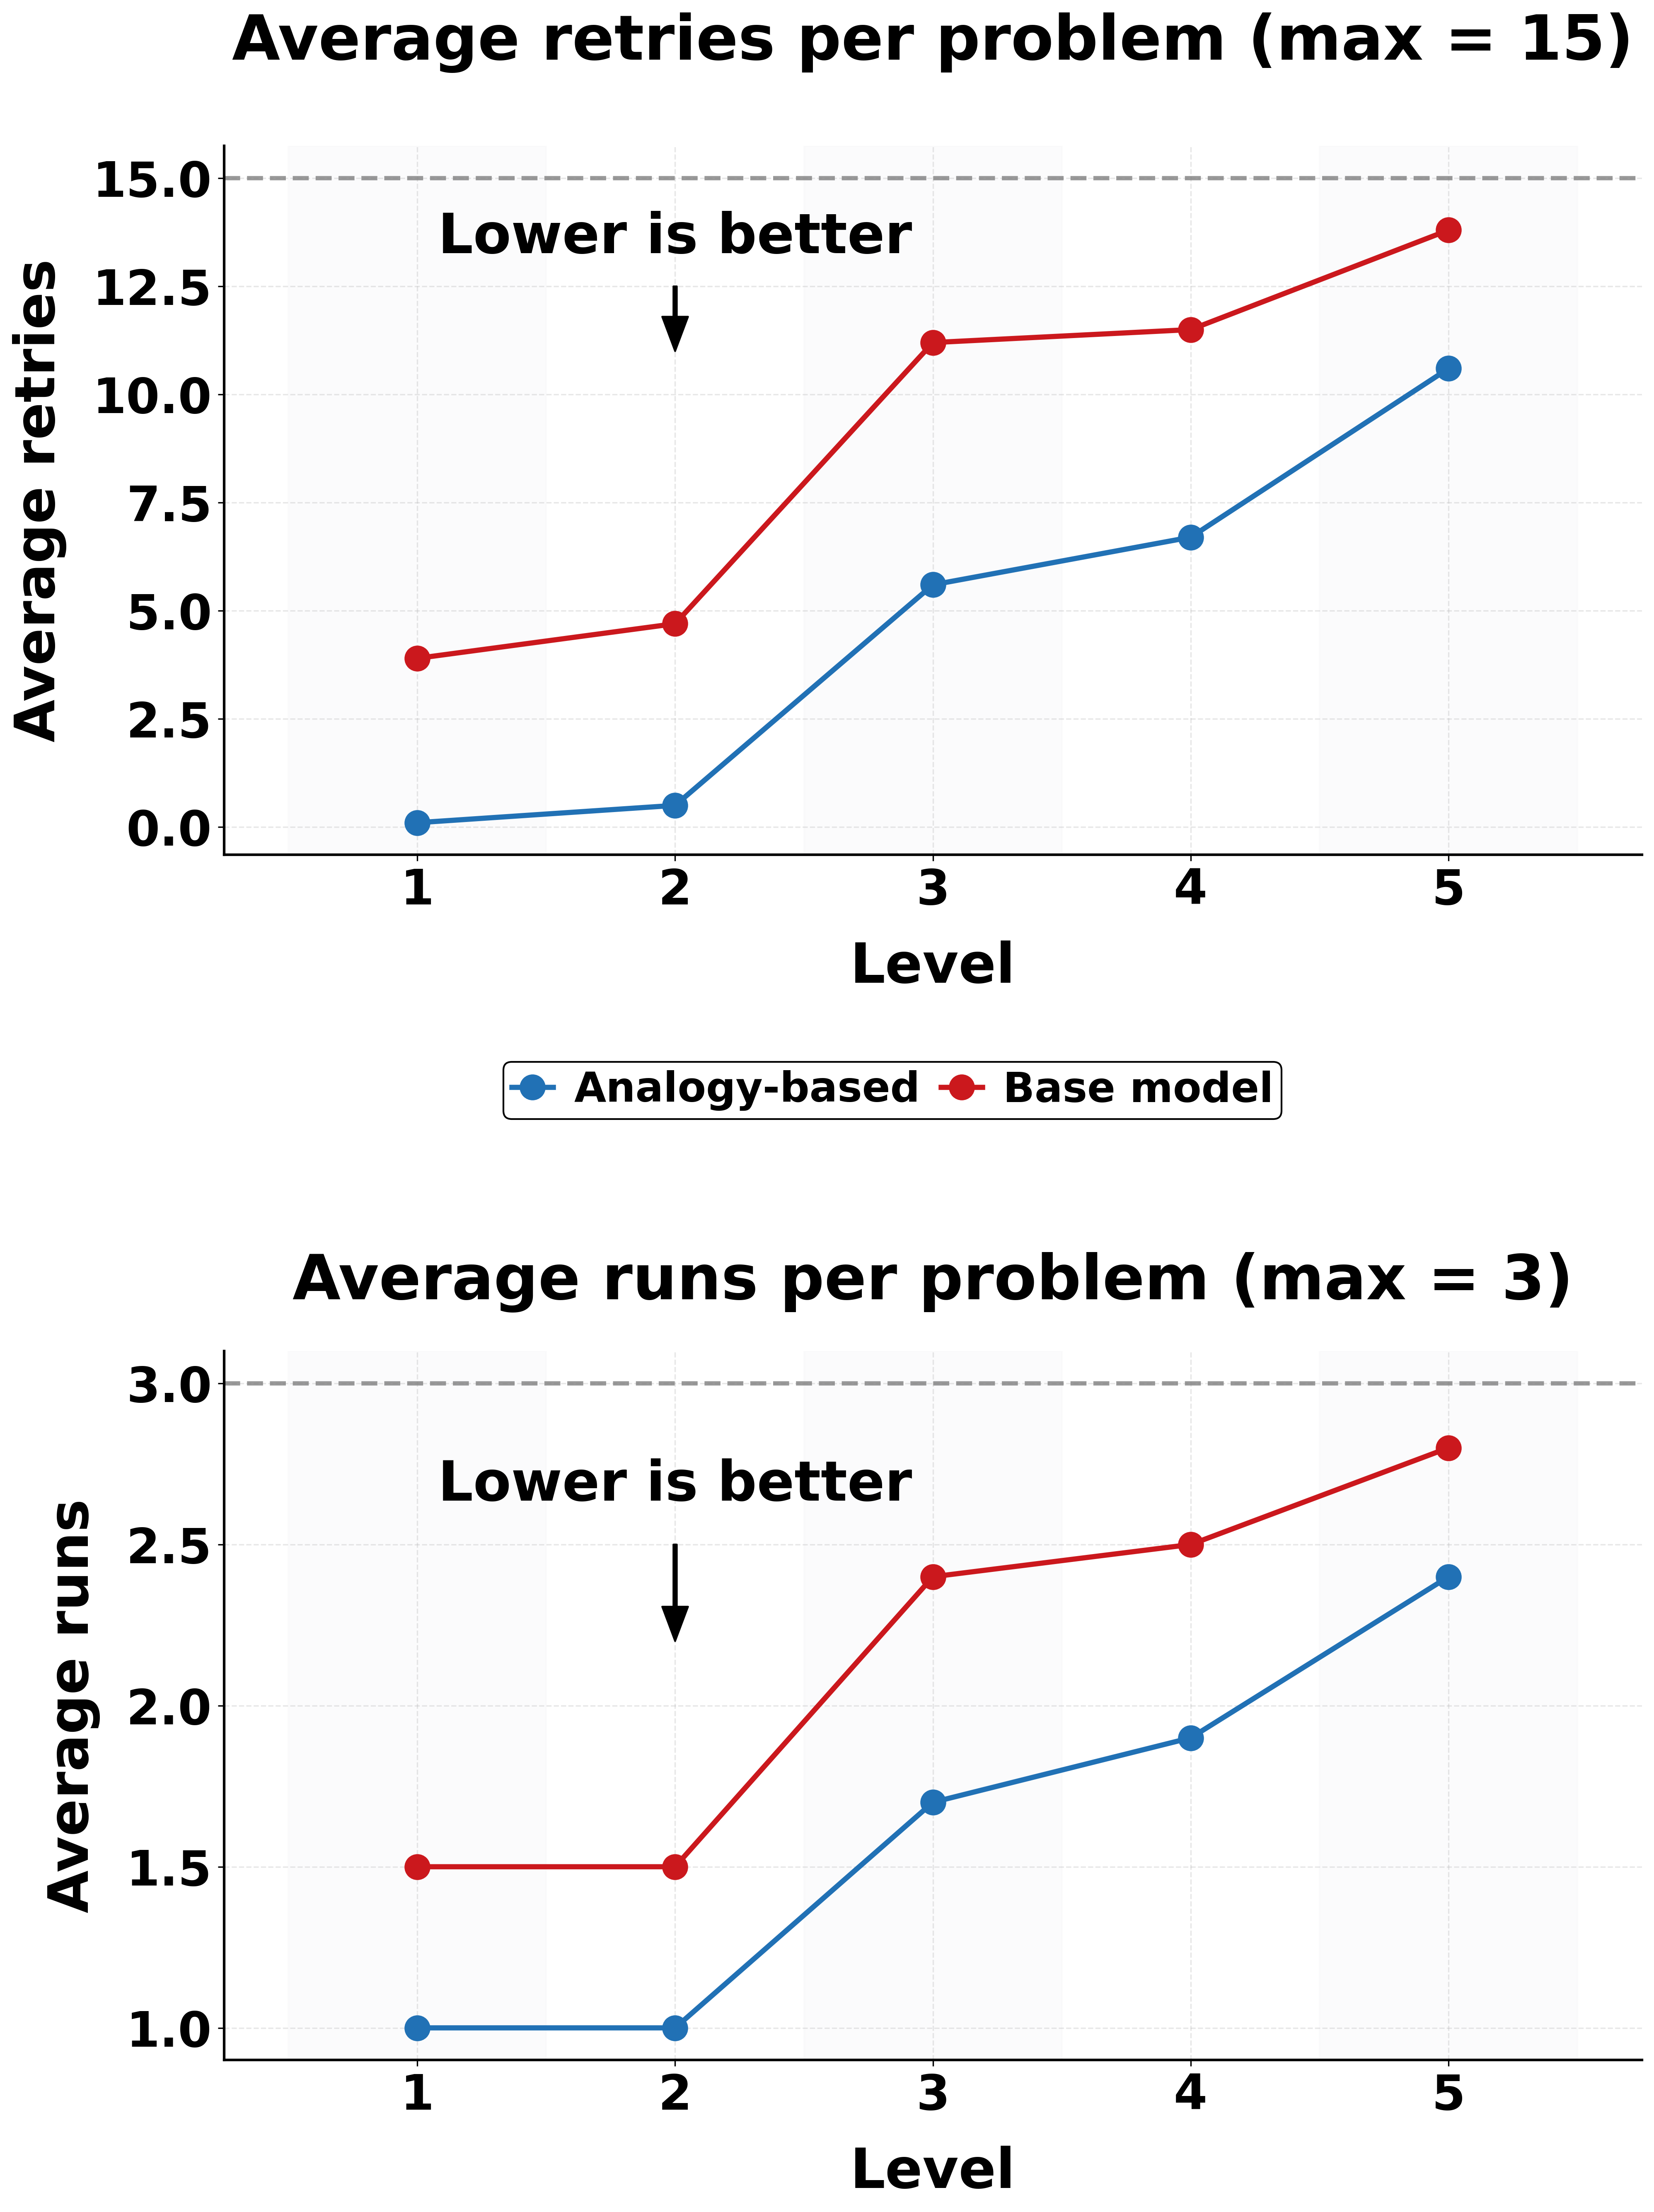 Average retries per problem (max = 15)
15.0
Lower is better
12.5
10.0
7.5
5.0
2.5
0.0
Average retries
1 2 3 4 5
Level
Analogy-based Base model
Average runs per problem (max = 3)
3.0
Lower is better
2.5
2.0
1.5
1.0
Average runs
1 2 3 4 5
Level